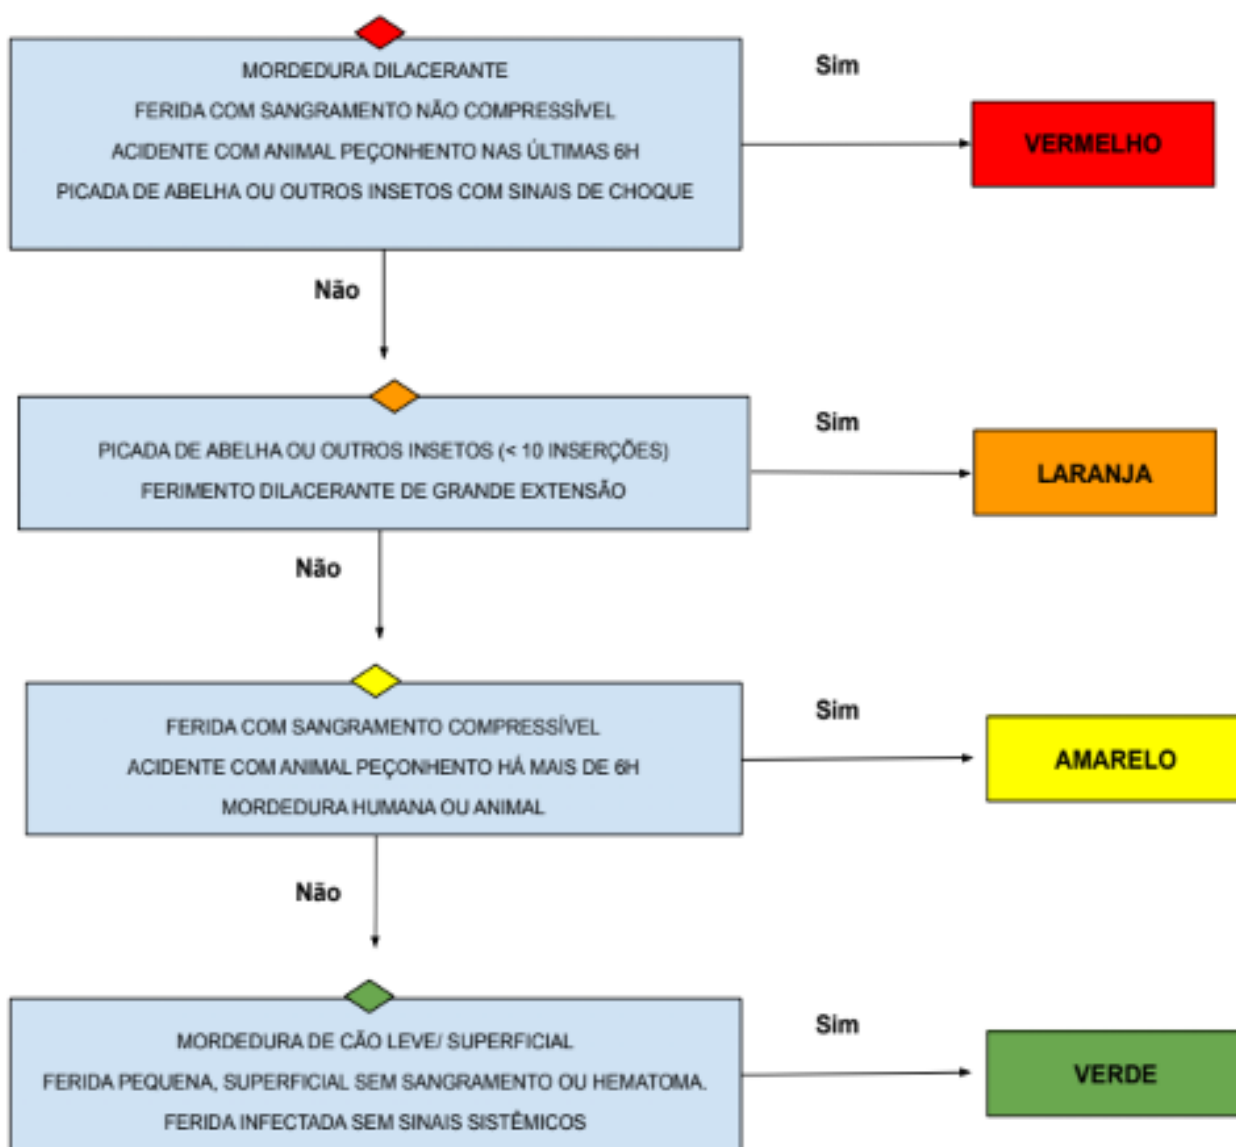 MORDEDURA DILACERANTE
FERIDA COM SANGRAMENTO NÃO COMPRESSÍVEL
ACIDENTE COM ANIMAL PEÇONHENTO NAS ÚLTIMAS 6H
PICADA DE ABELHA OU OUTROS INSETOS COM SINAIS DE CHOQUE
Sim
VERMELHO
Não
PICADA DE ABELHA OU OUTROS INSETOS (< 10 INSERÇÕES)
FERIMENTO DILACERANTE DE GRANDE EXTENSÃO
Sim
LARANJA
Não
FERIDA COM SANGRAMENTO COMPRESSÍVEL
ACIDENTE COM ANIMAL PEÇONHENTO HÁ MAIS DE 6H
MORDEDURA HUMANA OU ANIMAL
Sim
AMARELO
Não
MORDEDURA DE CÃO LEVE/ SUPERFICIAL
FERIDA PEQUENA, SUPERFICIAL SEM SANGRAMENTO OU HEMATOMA.
FERIDA INFECTADA SEM SINAIS SISTÊMICOS
Sim
VERDE